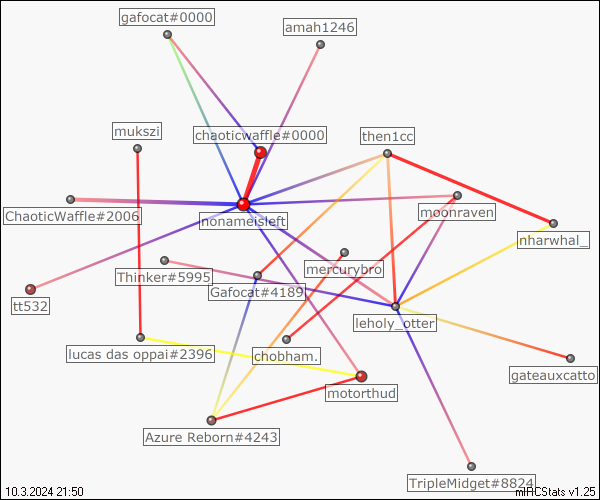 gafocat#0000
amah1246
mukszi
chaoticwaffle#0000
then1cc
ChaoticWaffle#2006
nonameisleft
moonraven
nharwhal_
Thinker#5995
mercurybro
tt532
Gafocat#4189
leholy_otter
lucas das oppai#2396
chobham.
gateauxcatto
motorthud
Azure Reborn#4243
TripleMidget#8824
10.3.2024 21:50
mIRCStats v1.25